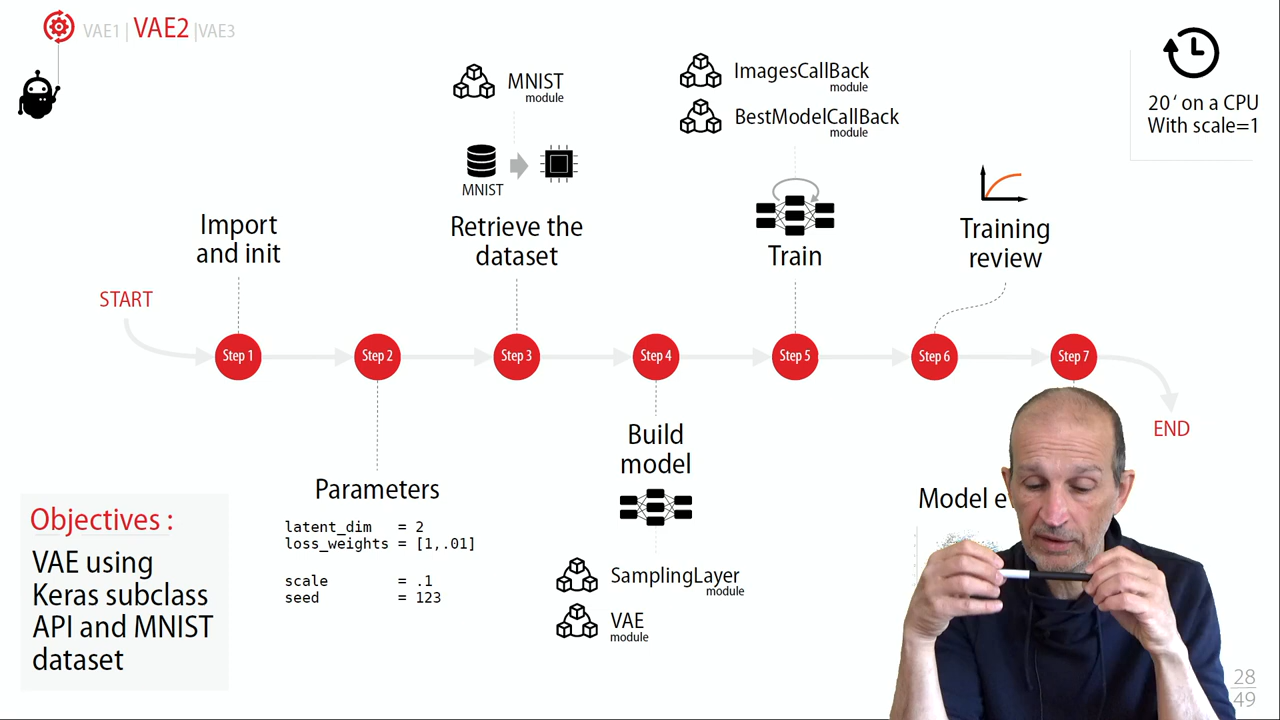 VAE1 | VAE2 |VAE3
MNIST
module
MNIST
ImagesCallBack
module
BestModelCallBack
module
20 ' on a CPU
With scale=1
Import
and init
Retrieve the
dataset
Train
Training
review
START
Step 1
Step 2
Step 3
Step 4
Step 5
Step 6
Step 7
END
Parameters
latent_dim = 2
loss_weights = [1,.01]
scale = .1
seed = 123
Build
model
SamplingLayer
module
VAE
module
Model e
Objectives :
VAE using
Keras subclass
API and MNIST
dataset
28
49